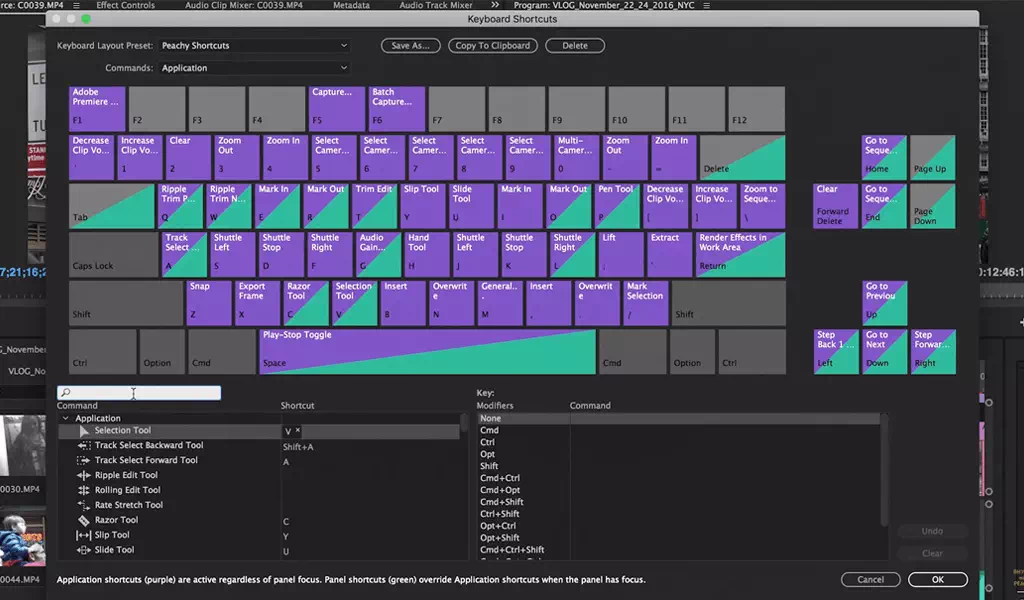 rce: C0039.MP4 Effect Controls Audio Clip Mixer: C0039.MP4 Metadata Audio Track Mixer Program: VLOG_November_22_24_2016_NYC
Keyboard Shortcuts
Keyboard Layout Preset: Peachy Shortcuts Save As... Copy To Clipboard Delete
Commands: Application
Adobe Premiere ... F1 F2 F3 F4 Capture... F5 Batch Capture... F6 F7 F8 F9 F10 F11 F12
Decrease Clip Vo... ` Increase Clip Vo... 1 Clear 2 Zoom Out 3 Zoom In 4 Select Camer... 5 Select Camer... 6 Select Camer... 7 Select Camer... 8 Select Camer... 9 Multi-Camer... 0 Zoom Out - Zoom In = Delete Go to Seque... Home Page Up
Tab Ripple Trim P... Q Ripple Trim N... W Mark In E Mark Out R Trim Edit T Slip Tool Y Slide Tool U Mark In I Mark Out O Pen Tool P Decrease Clip Vo... [ Increase Clip Vo... ] Zoom to Seque... \ Clear Forward Delete Go to Seque... End Page Down
Caps Lock Track Select ... A Shuttle Left S Shuttle Stop D Shuttle Right F Audio Gain... G Hand Tool H Shuttle Left J Shuttle Stop K Shuttle Right L Lift ; Extract ' Render Effects in Work Area Return
Shift Snap Z Export Frame X Razor Tool C Selection Tool V Insert B Overwrit e N General.. . M Insert , Overwrit e . Mark Selection / Shift Go to Previou Up
Ctrl Option Cmd Play-Stop Toggle Space Cmd Option Ctrl Step Back 1 ... Left Go to Next Down Step Forwar... Right
7;21;16;2
0:12:46:1
G_November
VLOG_No
0030.MP4
0044.MP4
Command Shortcut
Application
Selection Tool V ×
Track Select Backward Tool Shift+A
Track Select Forward Tool A
Ripple Edit Tool
Rolling Edit Tool
Rate Stretch Tool
Razor Tool C
Slip Tool Y
Slide Tool U
Key:
Modifiers Command
None
Cmd
Ctrl
Opt
Shift
Cmd+Ctrl
Cmd+Opt
Cmd+Shift
Ctrl+Shift
Opt+Ctrl
Opt+Shift
Cmd+Ctrl+Shift
Undo
Clear
Application shortcuts (purple) are active regardless of panel focus. Panel shortcuts (green) override Application shortcuts when the panel has focus.
Cancel OK